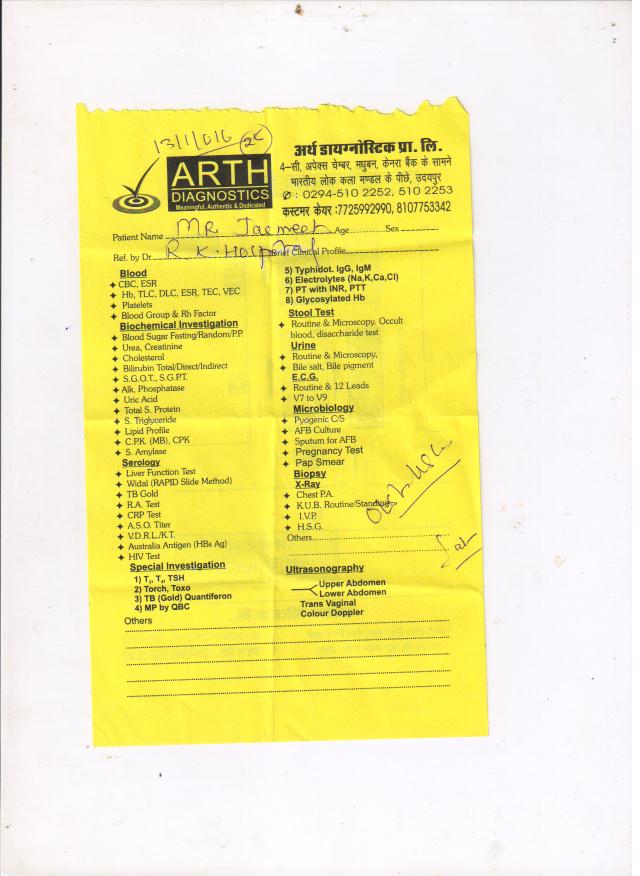 13/1/016
अर्थ डायग्नोस्टिक प्रा. लि.
ARTH
DIAGNOSTICS
Meaningful, Authentic & Dedicated
4–सी, अपेक्स चेम्बर, मधुबन, केनरा बैंक के सामने
भारतीय लोक कला मण्डल के पीछे, उदयपुर
✆ : 0294-510 2252, 510 2253
कस्टमर केयर :7725992990, 8107753342
Patient Name MR Age Sex
Ref. by Dr. R K. Hospital Brief Clinical Profile
Blood
CBC, ESR
Hb, TLC, DLC, ESR, TEC, VEC
Platelets
Blood Group & Rh Factor
Biochemical Investigation
Blood Sugar Fasting/Random/P.P.
Urea, Creatinine
Cholesterol
Bilirubin Total/Direct/Indirect
S.G.O.T., S.G.P.T.
Alk, Phosphatase
Uric Acid
Total S. Protein
S. Triglyceride
Lipid Profile
C.P.K. (MB), CPK
S. Amylase
Serology
Liver Function Test
Widal (RAPID Slide Method)
TB Gold
R.A. Test
CRP Test
A.S.O. Titer
V.D.R.L./K.T.
Australia Antigen (HBs Ag)
HIV Test
Special Investigation
1) T₃, T₄, TSH
2) Torch, Toxo
3) TB (Gold) Quantiferon
4) MP by QBC
Others
5) Typhidot. IgG, IgM
6) Electrolytes (Na,K,Ca,Cl)
7) PT with INR, PTT
8) Glycosylated Hb
Stool Test
Routine & Microscopy. Occult
blood, disaccharide test
Urine
Routine & Microscopy,
Bile salt, Bile pigment
E.C.G.
Routine & 12 Leads
V7 to V9
Microbiology
Pyogenic C/S
AFB Culture
Sputum for AFB
Pregnancy Test
Pap Smear
Biopsy
X-Ray
Chest P.A.
K.U.B. Routine/Standing
I.V.P.
H.S.G.
Others
Ultrasonography
Upper Abdomen
Lower Abdomen
Trans Vaginal
Colour Doppler